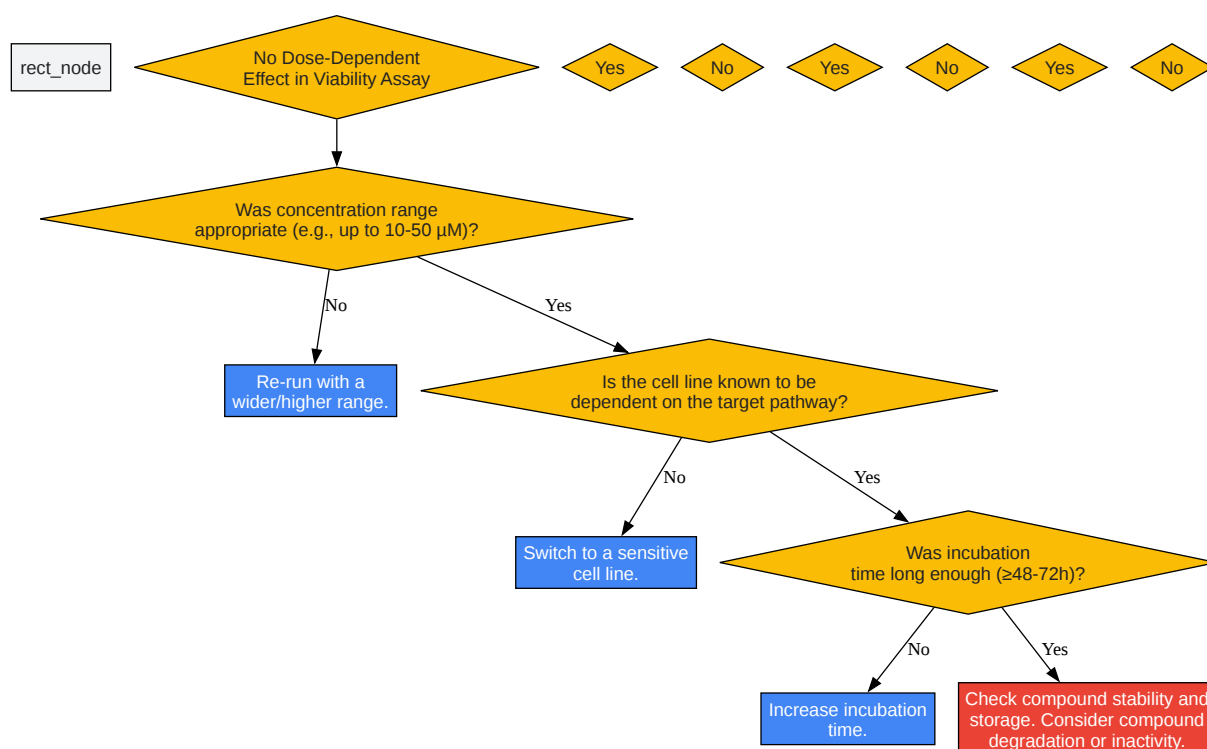 rect_node
No Dose-Dependent
Effect in Viability Assay
Yes
No
Yes
No
Yes
No
Was concentration range
appropriate (e.g., up to 10-50 µM)?
No
Yes
Re-run with a
wider/higher range.
Is the cell line known to be
dependent on the target pathway?
No
Yes
Switch to a sensitive
cell line.
Was incubation
time long enough (≥48-72h)?
No
Yes
Increase incubation
time.
Check compound stability and
storage. Consider compound
degradation or inactivity.